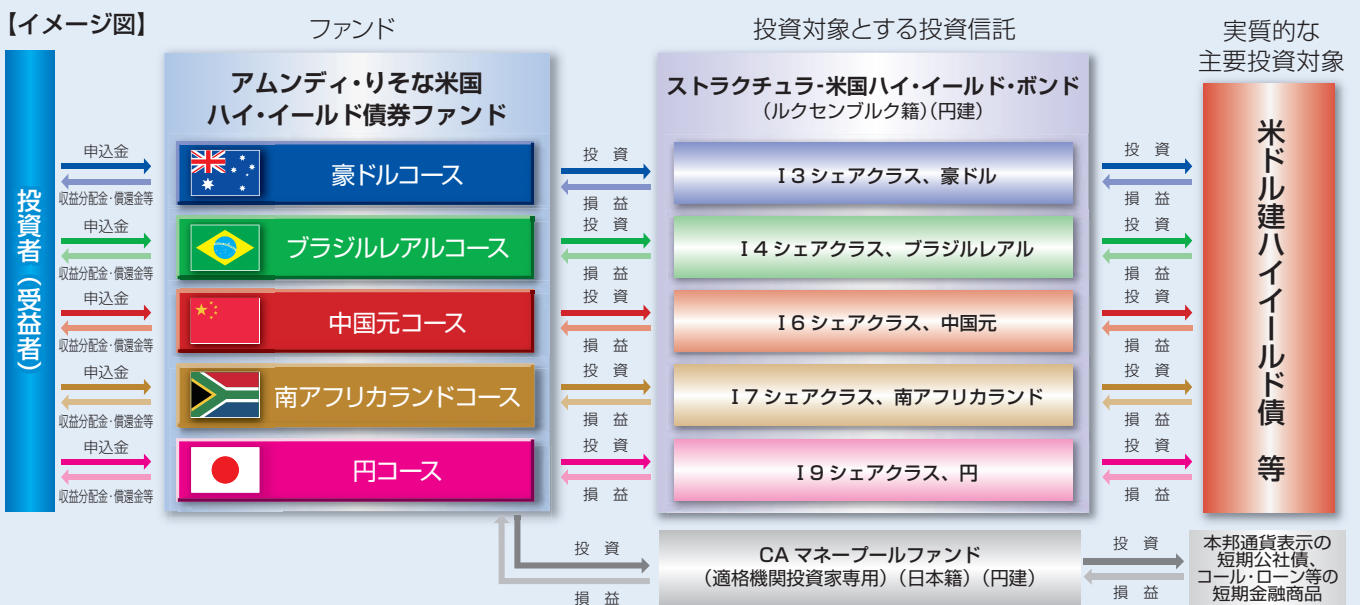 【イメージ図】
ファンド
投資対象とする投資信託
実質的な
主要投資対象
投資者（受益者）
アムンディ・りそな米国
ハイ・イールド債券ファンド
ストラクチュラ-米国ハイ・イールド・ボンド
（ルクセンブルク籍）（円建）
米ドル建ハイイールド債 等
申込金
収益分配金・償還金等
豪ドルコース
投 資
損 益
I3シェアクラス、豪ドル
投 資
損 益
申込金
収益分配金・償還金等
ブラジルレアルコース
投 資
損 益
I4シェアクラス、ブラジルレアル
投 資
損 益
申込金
収益分配金・償還金等
中国元コース
投 資
損 益
I6シェアクラス、中国元
投 資
損 益
申込金
収益分配金・償還金等
南アフリカランドコース
投 資
損 益
I7シェアクラス、南アフリカランド
投 資
損 益
申込金
収益分配金・償還金等
円コース
投 資
損 益
I9シェアクラス、円
投 資
損 益
投 資
損 益
CAマネープールファンド
（適格機関投資家専用）（日本籍）（円建）
投 資
損 益
本邦通貨表示の
短期公社債、
コール・ローン等の
短期金融商品